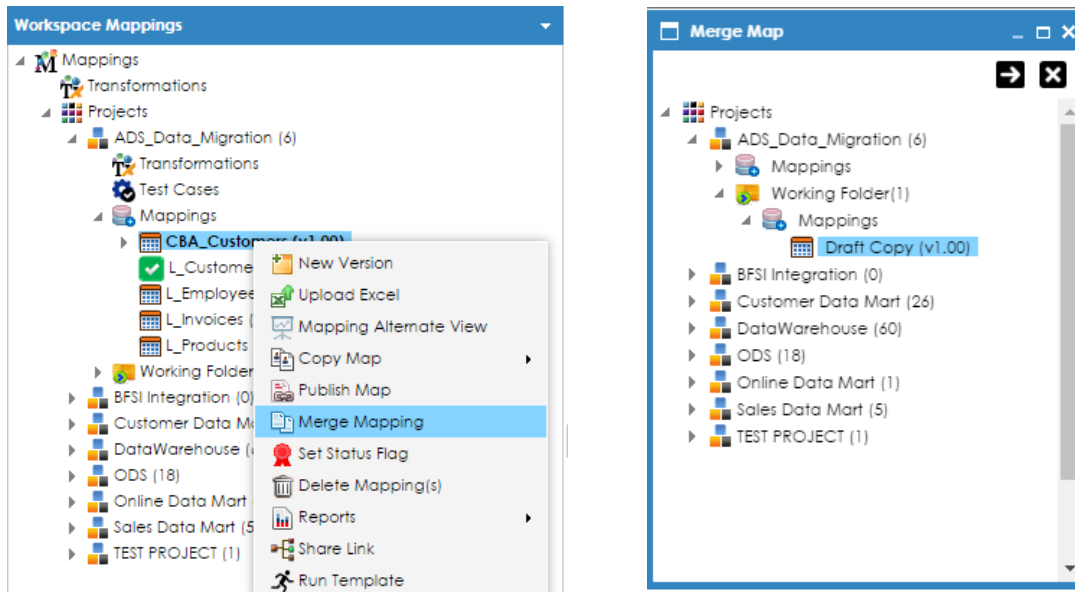 Workspace Mappings
Mappings
Transformations
Projects
ADS_Data_Migration (6)
Transformations
Test Cases
Mappings
CBA_Customers (v1.00)
L_Custome
L_Employee
L_Invoices (
L_Products
Working Folder
BFSI Integration (0)
Customer Data M
DataWarehouse (
ODS (18)
Online Data Mart
Sales Data Mart (5
TEST PROJECT (1)
New Version
Upload Excel
Mapping Alternate View
Copy Map
Publish Map
Merge Mapping
Set Status Flag
Delete Mapping(s)
Reports
Share Link
Run Template
Merge Map
Projects
ADS_Data_Migration (6)
Mappings
Working Folder(1)
Mappings
Draft Copy (v1.00)
BFSI Integration (0)
Customer Data Mart (26)
DataWarehouse (60)
ODS (18)
Online Data Mart (1)
Sales Data Mart (5)
TEST PROJECT (1)